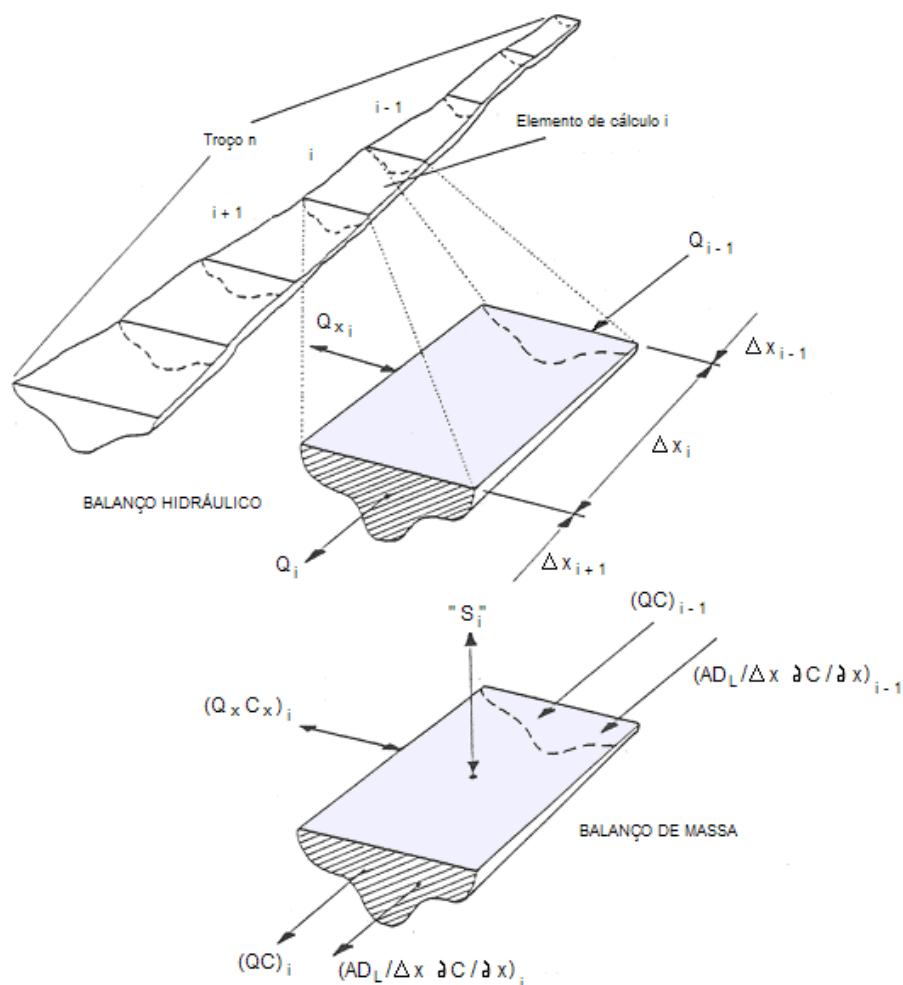 i - 1
Elemento de cálculo i
Troço n
i
i + 1
Q i - 1
Q x i
Δ x i - 1
Δ x i
BALANÇO HIDRÁULICO
Q i
Δ x i + 1
" S i "
(QC) i - 1
(AD L /Δ x ∂ C / ∂ x) i - 1
(Q x C x) i
BALANÇO DE MASSA
(QC) i
(AD L /Δ x ∂ C / ∂ x) i